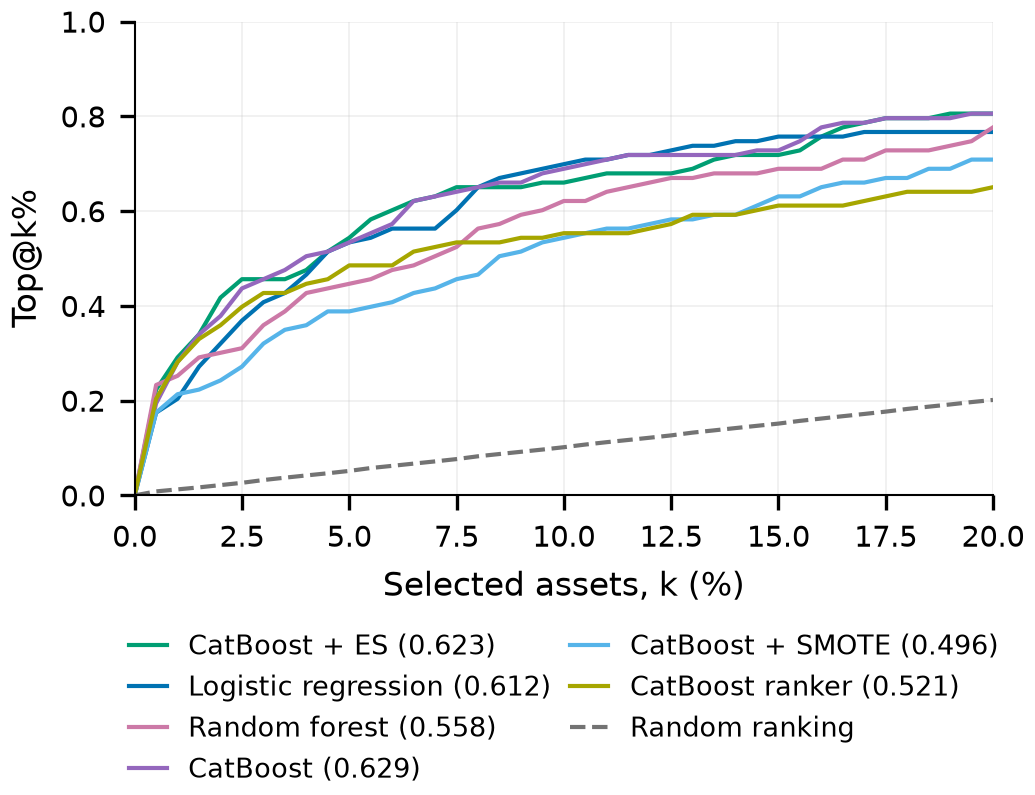 1.0
0.8
0.6
0.4
0.2
0.0
Top@k%
0.0 2.5 5.0 7.5 10.0 12.5 15.0 17.5 20.0
Selected assets, k (%)
CatBoost + ES (0.623)
Logistic regression (0.612)
Random forest (0.558)
CatBoost (0.629)
CatBoost + SMOTE (0.496)
CatBoost ranker (0.521)
Random ranking